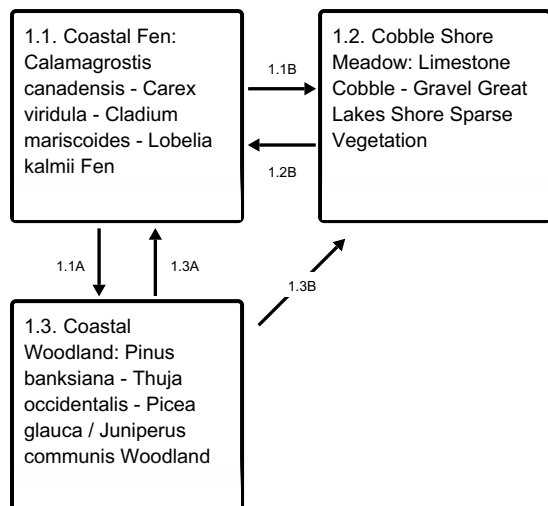 1.1. Coastal Fen:
Calamagrostis
canadensis - Carex
viridula - Cladium
mariscoides - Lobelia
kalmii Fen
1.1B
1.2B
1.2. Cobble Shore
Meadow: Limestone
Cobble - Gravel Great
Lakes Shore Sparse
Vegetation
1.1A
1.3A
1.3B
1.3. Coastal
Woodland: Pinus
banksiana - Thuja
occidentalis - Picea
glauca / Juniperus
communis Woodland